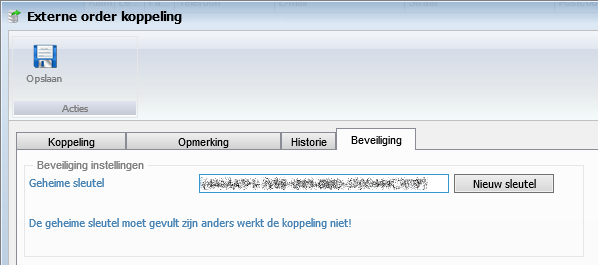 Externe order koppeling
Opslaan
Acties
Koppeling Opmerking Historie Beveiliging
Beveiliging instellingen
Geheime sleutel Nieuw sleutel
De geheime sleutel moet gevult zijn anders werkt de koppeling niet!